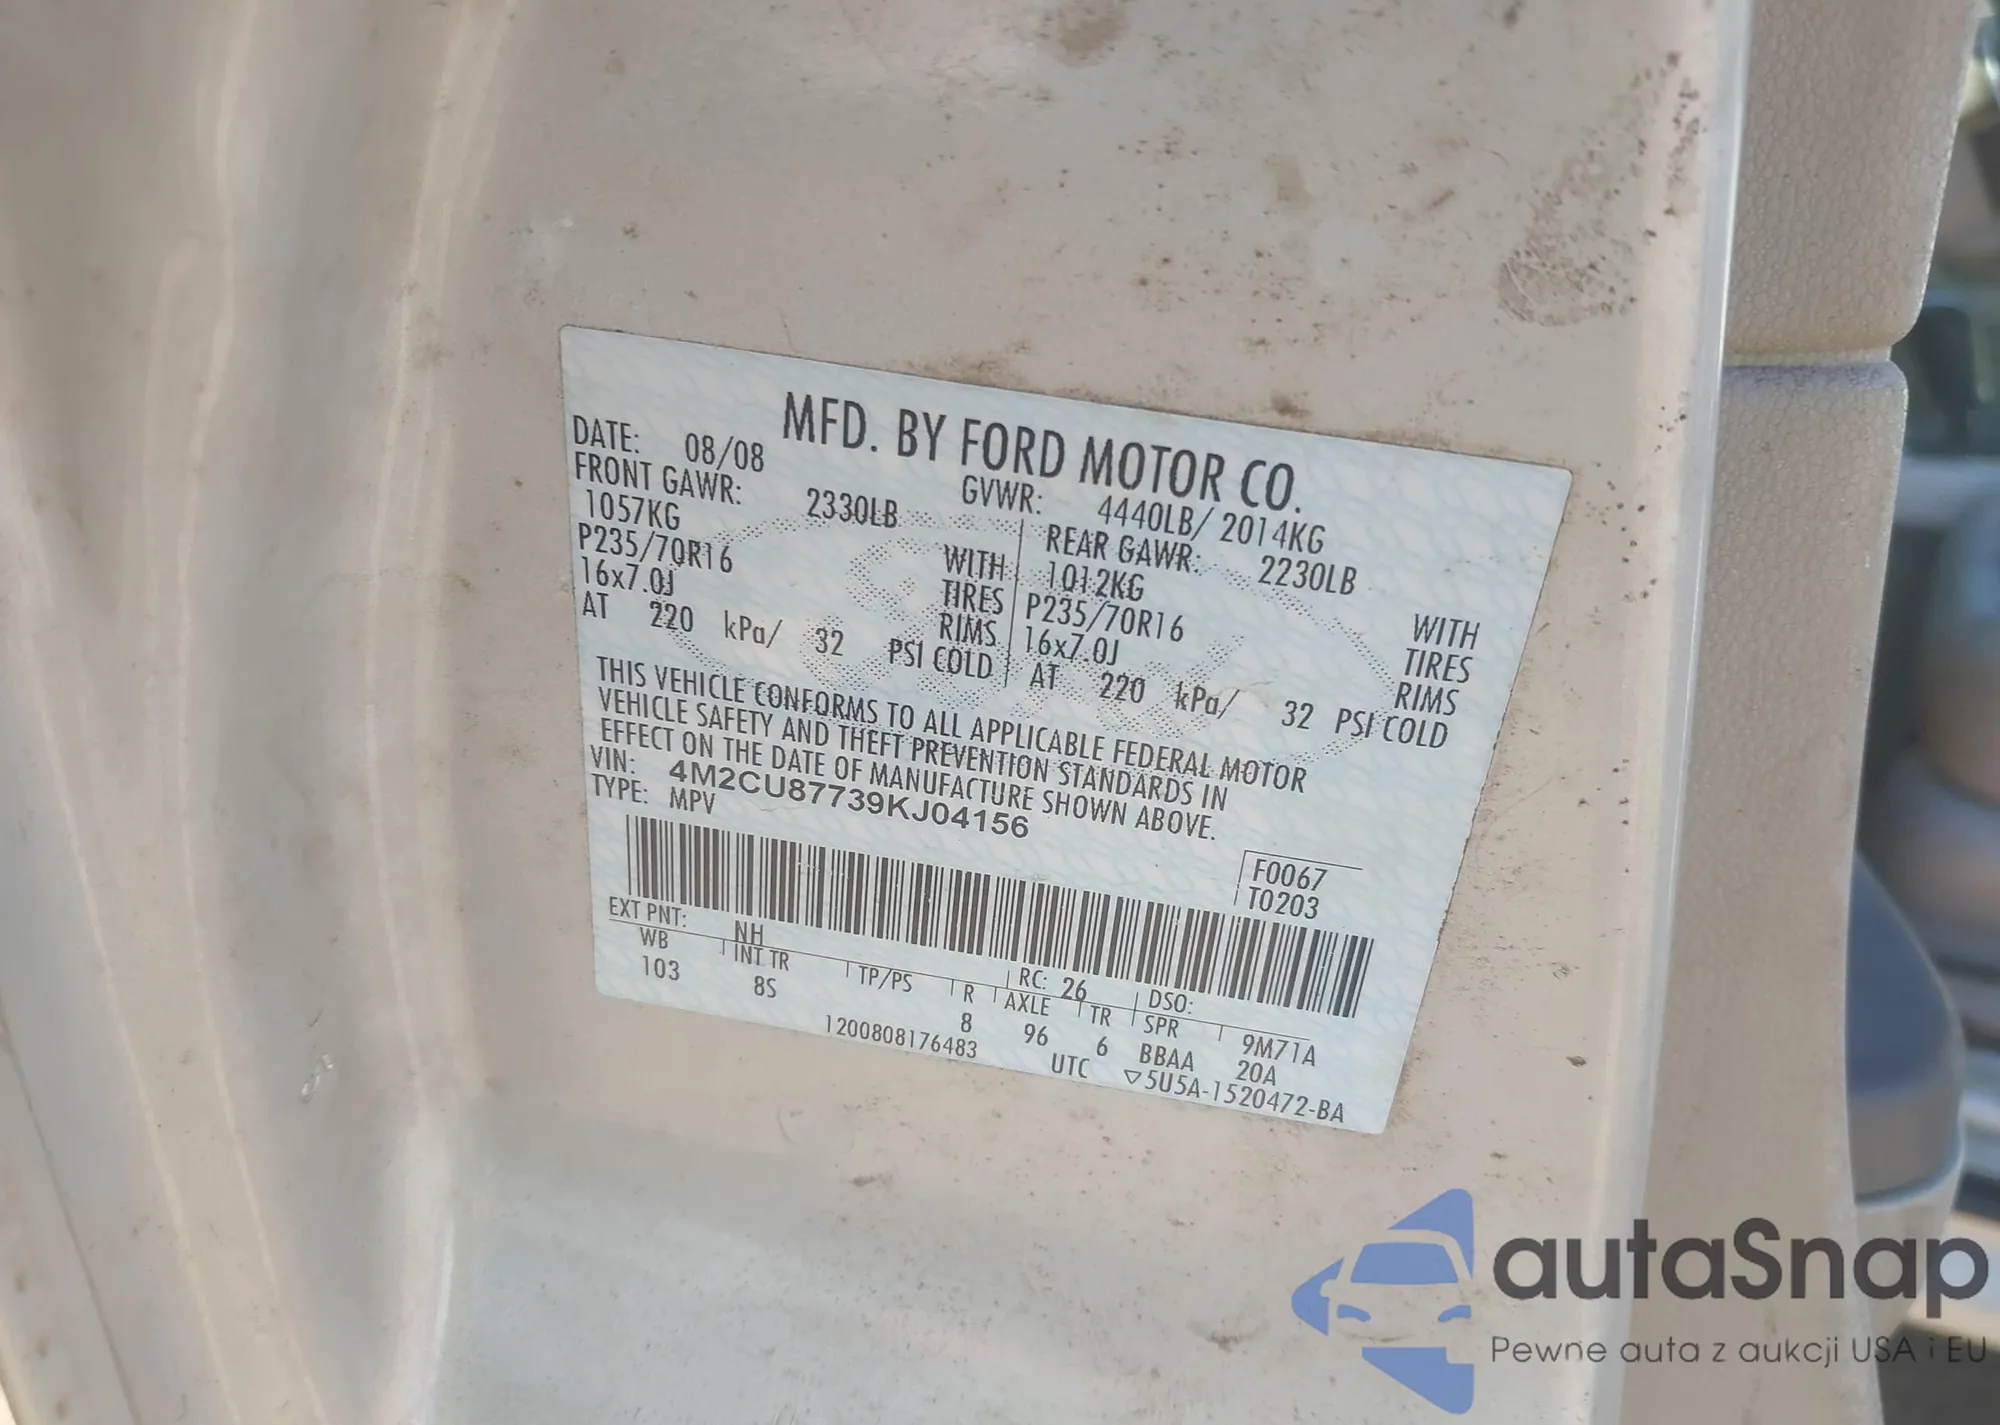 MFD. BY FORD MOTOR CO.
DATE: 08/08 GVWR: 4440LB/ 2014KG
FRONT GAWR: 2330LB REAR GAWR: 2230LB
1057KG WITH 1012KG WITH
P235/70R16 TIRES P235/70R16 TIRES
16x7.0J RIMS 16x7.0J RIMS
AT 220 kPa/ 32 PSI COLD AT 220 kPa/ 32 PSI COLD
THIS VEHICLE CONFORMS TO ALL APPLICABLE FEDERAL MOTOR
VEHICLE SAFETY AND THEFT PREVENTION STANDARDS IN
EFFECT ON THE DATE OF MANUFACTURE SHOWN ABOVE.
VIN: 4M2CU87739KJ04156
TYPE: MPV
F0067
T0203
EXT PNT: NH RC: 26 DSO:
WB INT TR TP/PS R AXLE TR SPR 9M71A
103 8S 8 96 6 BBAA 20A
1200808176483 UTC ▽5U5A-1520472-BA
autaSnap
Pewne auta z aukcji USA i EU